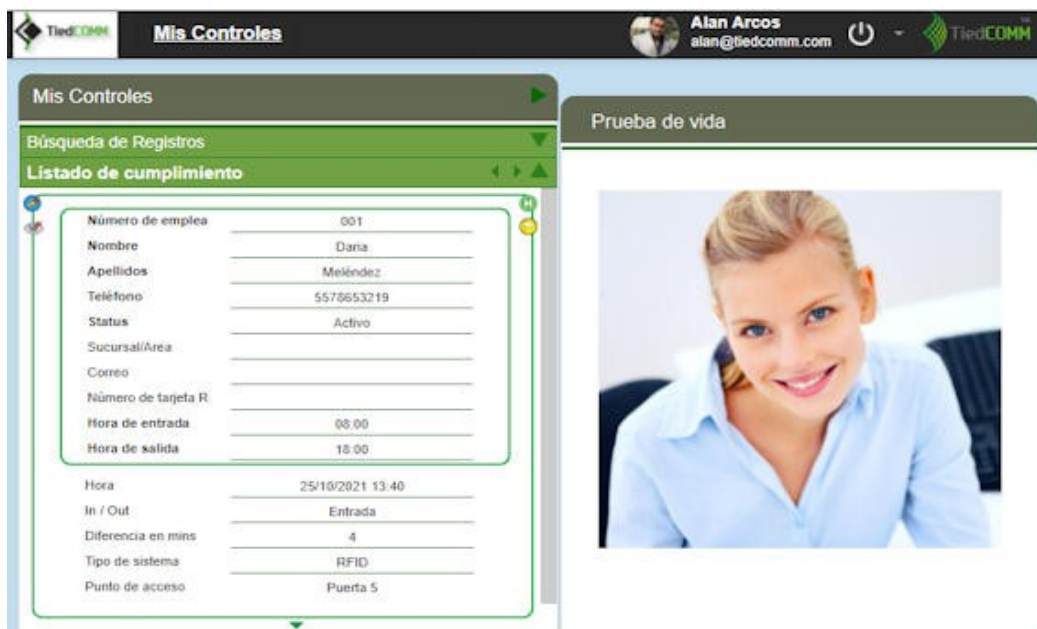 TiedCOMM
Mis Controles
Alan Arcos
alan@tiedcomm.com
TiedCOMM
Mis Controles
Búsqueda de Registros
Listado de cumplimiento
Número de emplea 001
Nombre Daria
Apellidos Meléndez
Teléfono 5578653219
Status Activo
Sucursal/Area
Correo
Número de tarjeta R
Hora de entrada 08:00
Hora de salida 18:00
Hora 25/10/2021 13:40
In / Out Entrada
Diferencia en mins 4
Tipo de sistema RFID
Punto de acceso Puerta 5
Prueba de vida